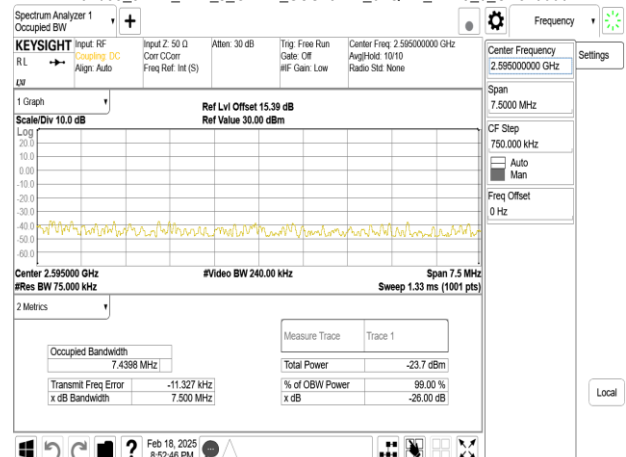 Spectrum Analyzer 1
Occupied BW
Frequency
KEYSIGHT
RL
LXI
Input: RF
Coupling: DC
Align: Auto
Input Z: 50 Ω
Corr CCorr
Freq Ref: Int (S)
Atten: 30 dB
Trig: Free Run
Gate: Off
#IF Gain: Low
Center Freq: 2.595000000 GHz
Avg|Hold: 10/10
Radio Std: None
Center Frequency
2.595000000 GHz
Settings
Span
7.5000 MHz
CF Step
750.000 kHz
Auto
Man
Freq Offset
0 Hz
Local
1 Graph
Scale/Div 10.0 dB
Ref Lvl Offset 15.39 dB
Ref Value 30.00 dBm
Log
20.0
10.0
0.00
-10.0
-20.0
-30.0
-40.0
-50.0
-60.0
Center 2.595000 GHz
#Video BW 240.00 kHz
Span 7.5 MHz
#Res BW 75.000 kHz
Sweep 1.33 ms (1001 pts)
2 Metrics
Measure Trace Trace 1
Occupied Bandwidth
7.4398 MHz
Total Power -23.7 dBm
Transmit Freq Error -11.327 kHz
% of OBW Power 99.00 %
x dB Bandwidth 7.500 MHz
x dB -26.00 dB
Feb 18, 2025
8:52:46 PM